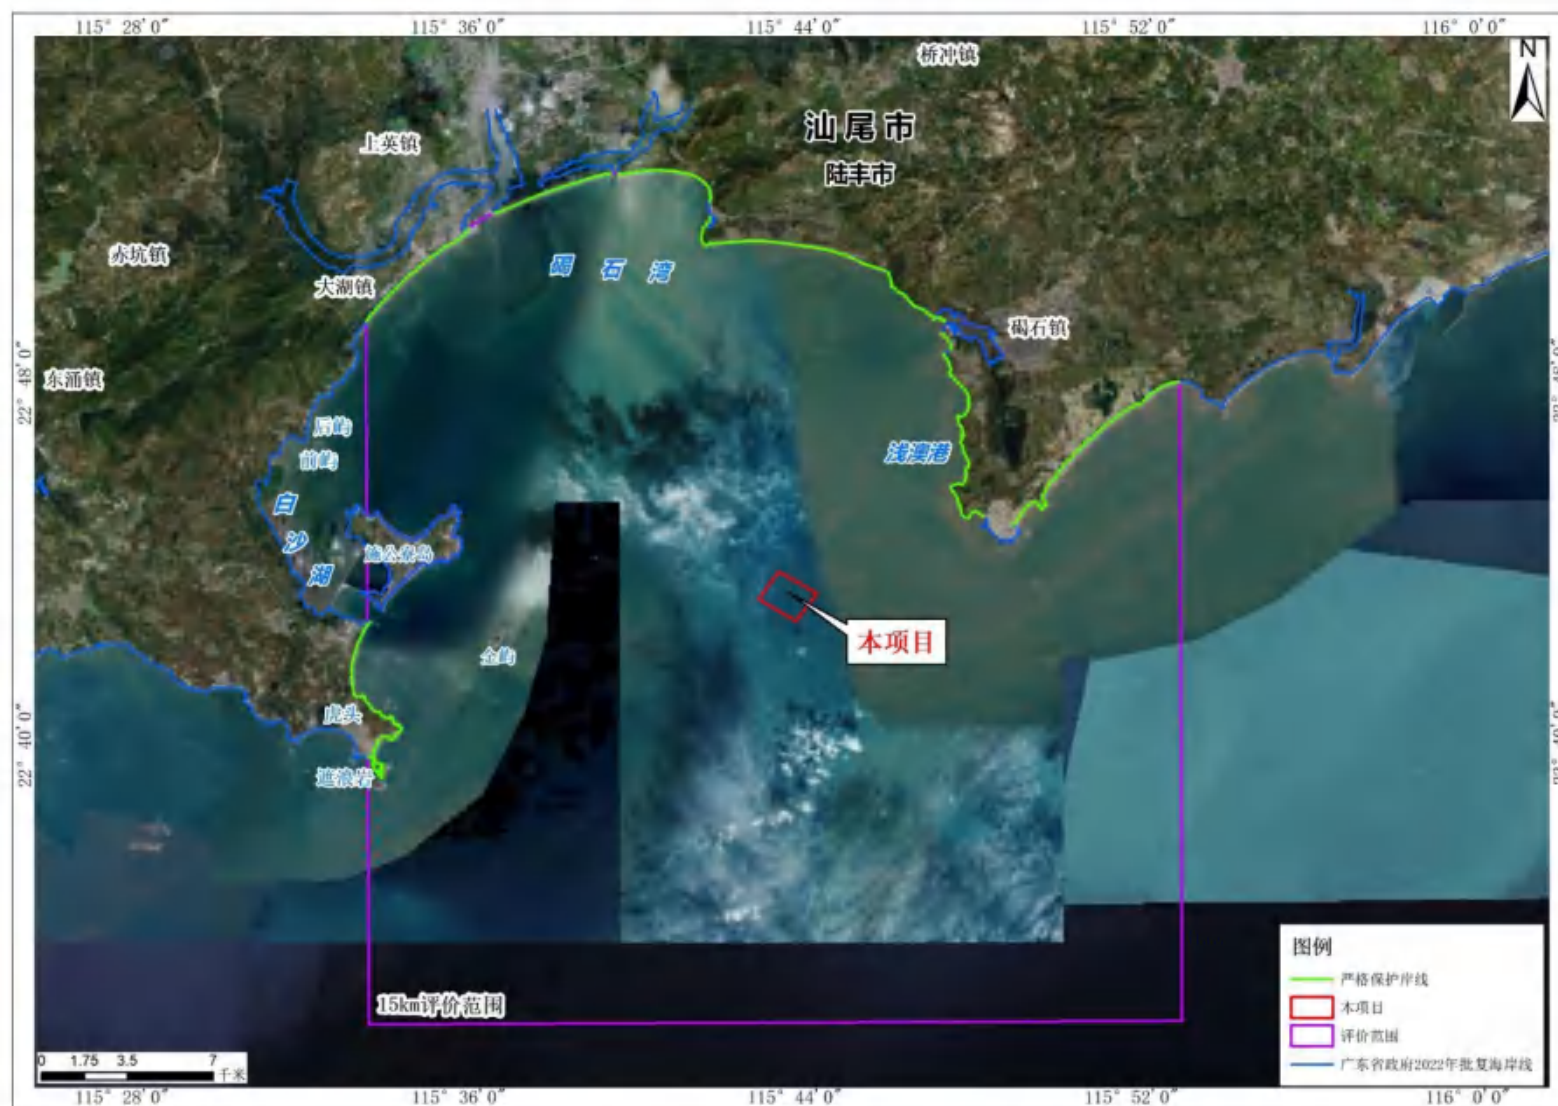 115° 28′ 0″
115° 36′ 0″
115° 44′ 0″
115° 52′ 0″
116° 0′ 0″
N
桥冲镇
汕尾市
陆丰市
上英镇
赤坑镇
大湖镇
碣 石 湾
碣石镇
22° 48′ 0″
东涌镇
后屿
前屿
浅澳港
白沙湖
施公寮岛
本项目
金屿
虎头
遮浪岩
22° 40′ 0″
15km评价范围
图例
严格保护岸线
本项目
评价范围
广东省政府2022年批复海岸线
0 1.75 3.5 7
千米
115° 28′ 0″
115° 36′ 0″
115° 44′ 0″
115° 52′ 0″
116° 0′ 0″